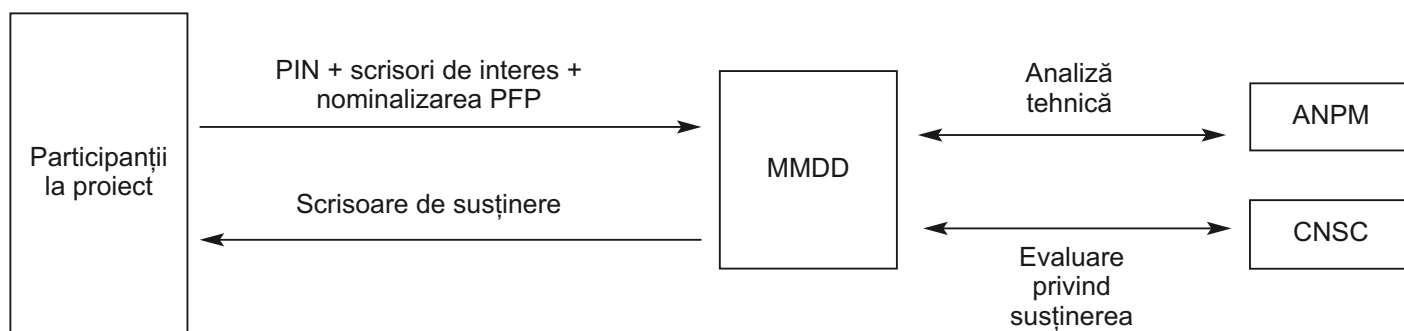 PIN + scrisori de interes +
nominalizarea PFP
Analiză
tehnică
ANPM
Participanții
la proiect
MMDD
Scrisoare de susținere
CNSC
Evaluare
privind
susținerea